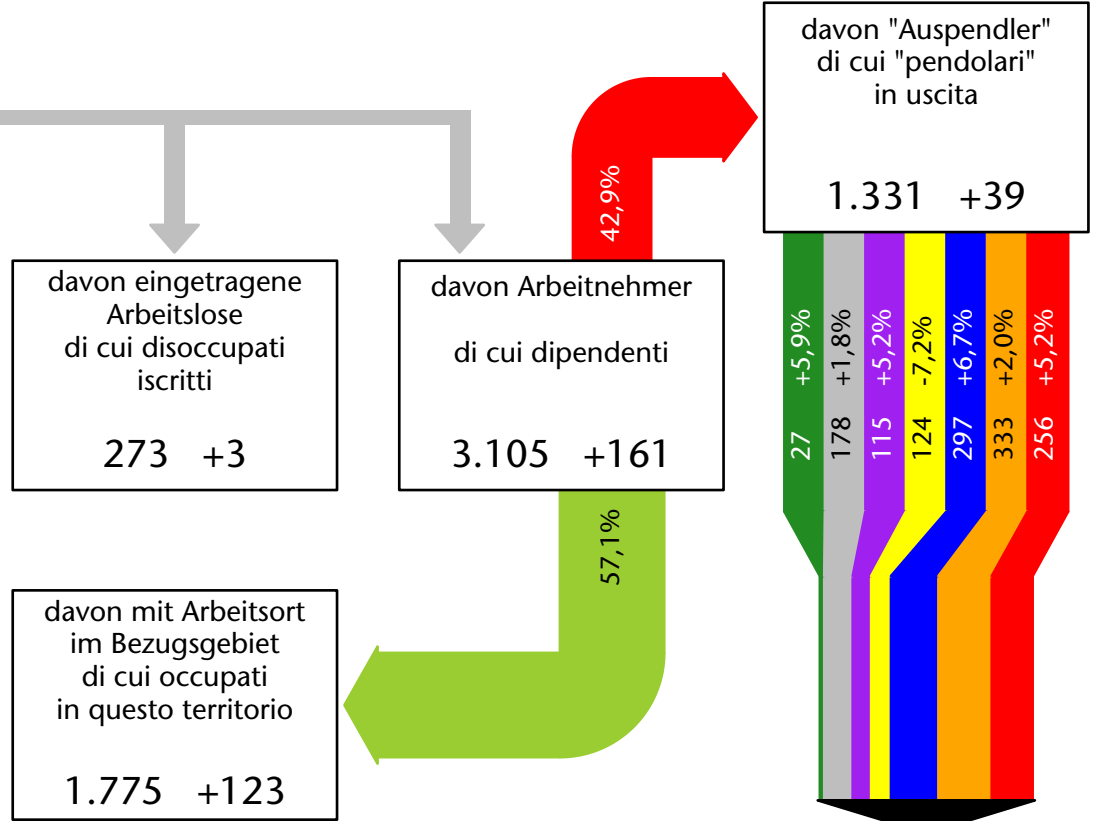 davon "Auspendler"
di cui "pendolari"
in uscita
1.331 +39
42,9%
davon eingetragene
Arbeitslose
di cui disoccupati
iscritti
273 +3
davon Arbeitnehmer
di cui dipendenti
3.105 +161
27 +5,9%
178 +1,8%
115 +5,2%
124 -7,2%
297 +6,7%
333 +2,0%
256 +5,2%
57,1%
davon mit Arbeitsort
im Bezugsgebiet
di cui occupati
in questo territorio
1.775 +123